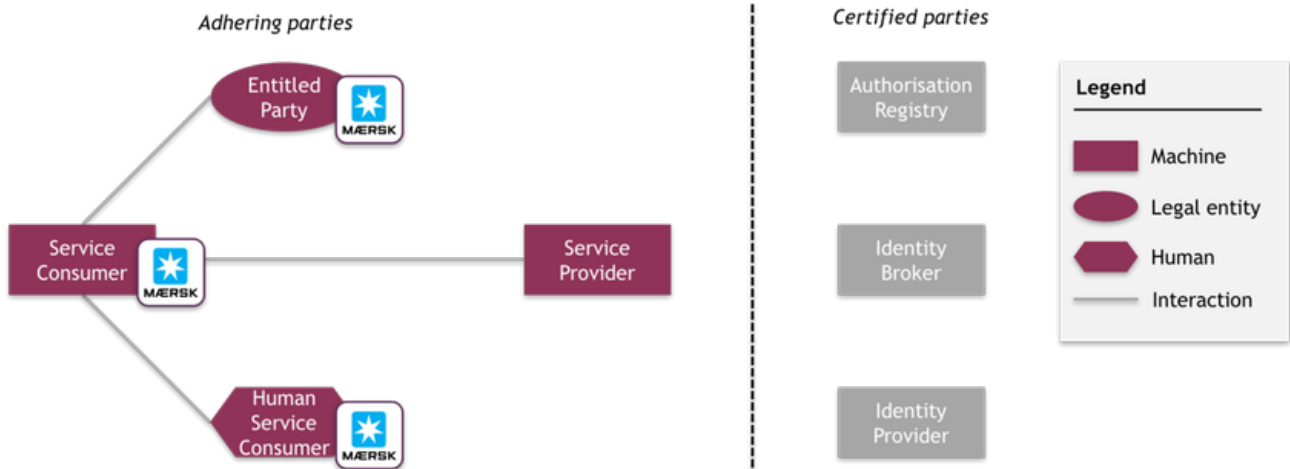 Adhering parties
Certified parties
Entitled
Party
MÆRSK
Authorisation
Registry
Legend
Machine
Legal entity
Human
Interaction
Service
Consumer
MÆRSK
Service
Provider
Identity
Broker
Human
Service
Consumer
MÆRSK
Identity
Provider